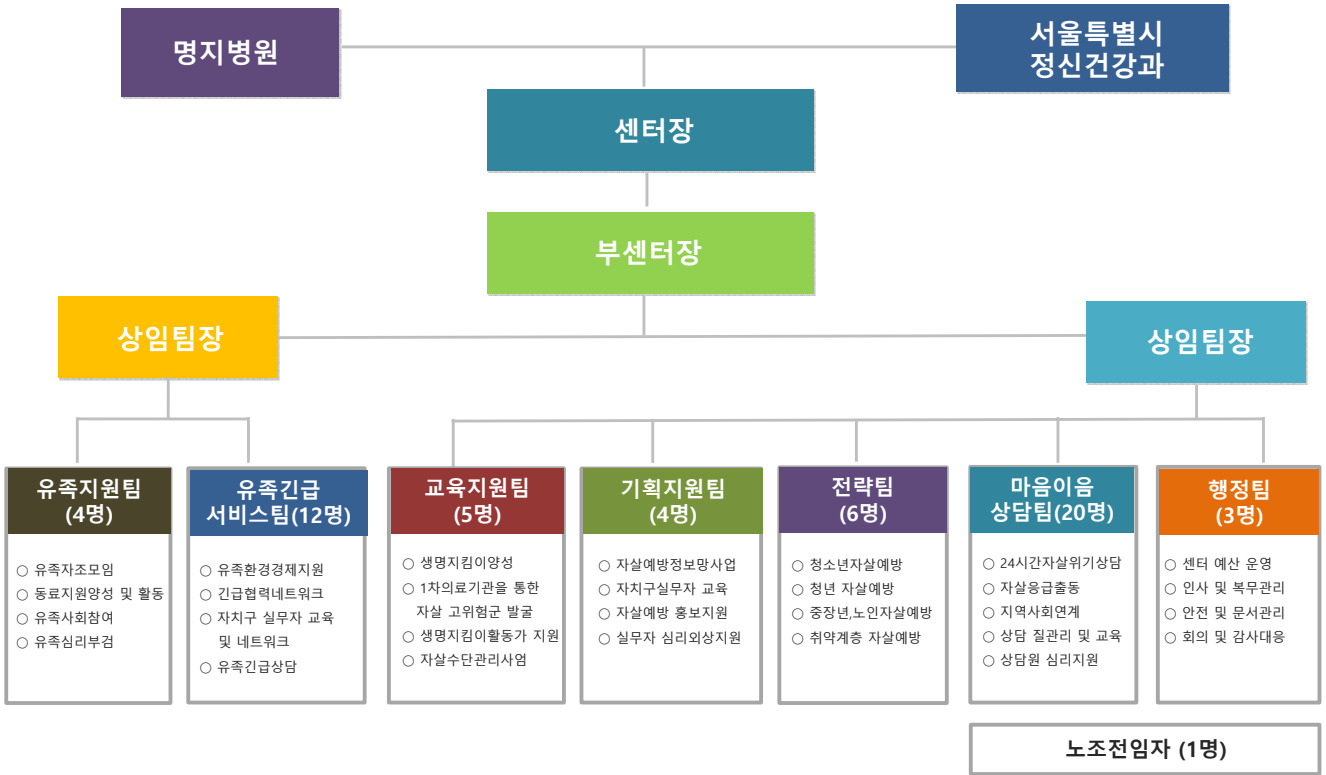 명지병원
서울특별시
정신건강과
센터장
부센터장
상임팀장
상임팀장
유족지원팀
(4명)
○ 유족자조모임
○ 동료지원양성 및 활동
○ 유족사회참여
○ 유족심리부검
유족긴급
서비스팀(12명)
○ 유족환경경제지원
○ 긴급협력네트워크
○ 자치구 실무자 교육
및 네트워크
○ 유족긴급상담
교육지원팀
(5명)
○ 생명지킴이양성
○ 1차의료기관을 통한
자살 고위험군 발굴
○ 생명지킴이활동가 지원
○ 자살수단관리사업
기획지원팀
(4명)
○ 자살예방정보망사업
○ 자치구실무자 교육
○ 자살예방 홍보지원
○ 실무자 심리외상지원
전략팀
(6명)
○ 청소년자살예방
○ 청년 자살예방
○ 중장년,노인자살예방
○ 취약계층 자살예방
마음이음
상담팀(20명)
○ 24시간자살위기상담
○ 자살응급출동
○ 지역사회연계
○ 상담 질관리 및 교육
○ 상담원 심리지원
행정팀
(3명)
○ 센터 예산 운영
○ 인사 및 복무관리
○ 안전 및 문서관리
○ 회의 및 감사대응
노조전임자 (1명)